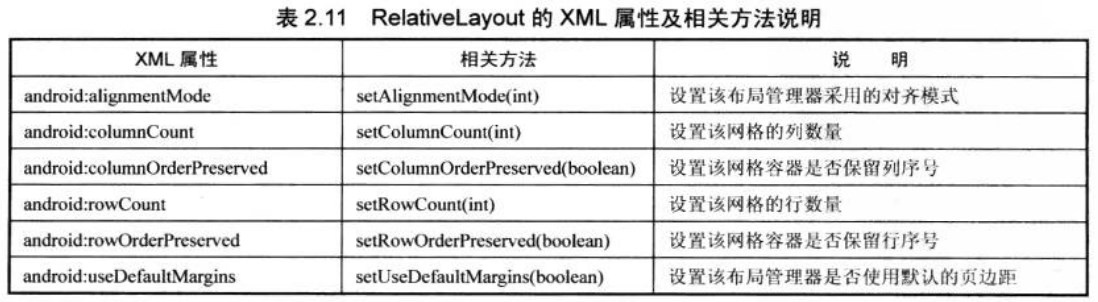 表 2.11 RelativeLayout 的 XML 属性及相关方法说明
XML 属性 相关方法 说 明
android:alignmentMode setAlignmentMode(int) 设置该布局管理器采用的对齐模式
android:columnCount setColumnCount(int) 设置该网格的列数量
android:columnOrderPreserved setColumnOrderPreserved(boolean) 设置该网格容器是否保留列序号
android:rowCount setRowCount(int) 设置该网格的行数量
android:rowOrderPreserved setRowOrderPreserved(boolean) 设置该网格容器是否保留行序号
android:useDefaultMargins setUseDefaultMargins(boolean) 设置该布局管理器是否使用默认的页边距